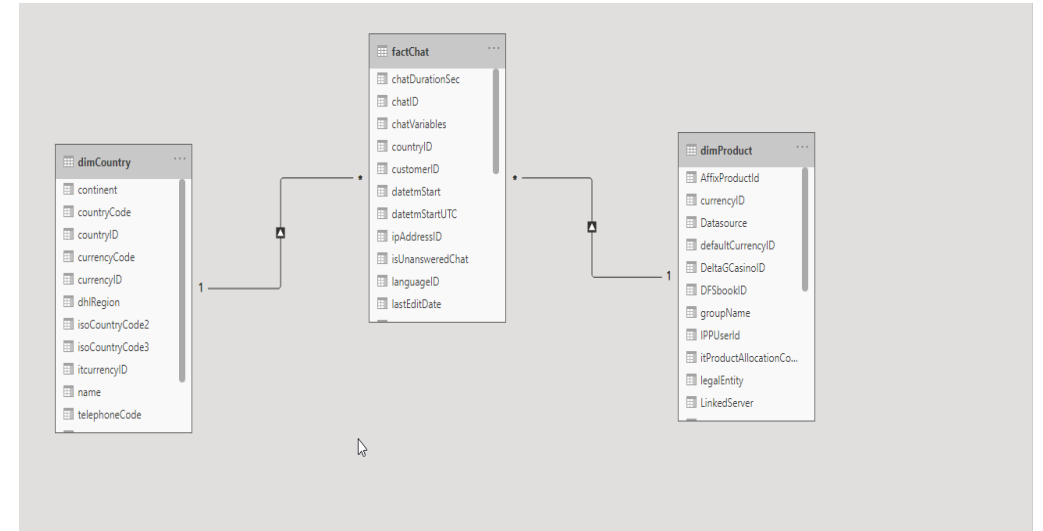 dimCountry
continent
countryCode
countryID
currencyCode
currencyID
dhlRegion
isoCountryCode2
isoCountryCode3
itcurrencyID
name
telephoneCode
1
factChat
chatDurationSec
chatID
chatVariables
countryID
customerID
datetmStart
datetmStartUTC
ipAddressID
isUnansweredChat
languageID
lastEditDate
*
*
1
dimProduct
AffixProductId
currencyID
Datasource
defaultCurrencyID
DeltaGCasinoID
DFSbookID
groupName
IPPUserId
itProductAllocationCo...
legalEntity
LinkedServer